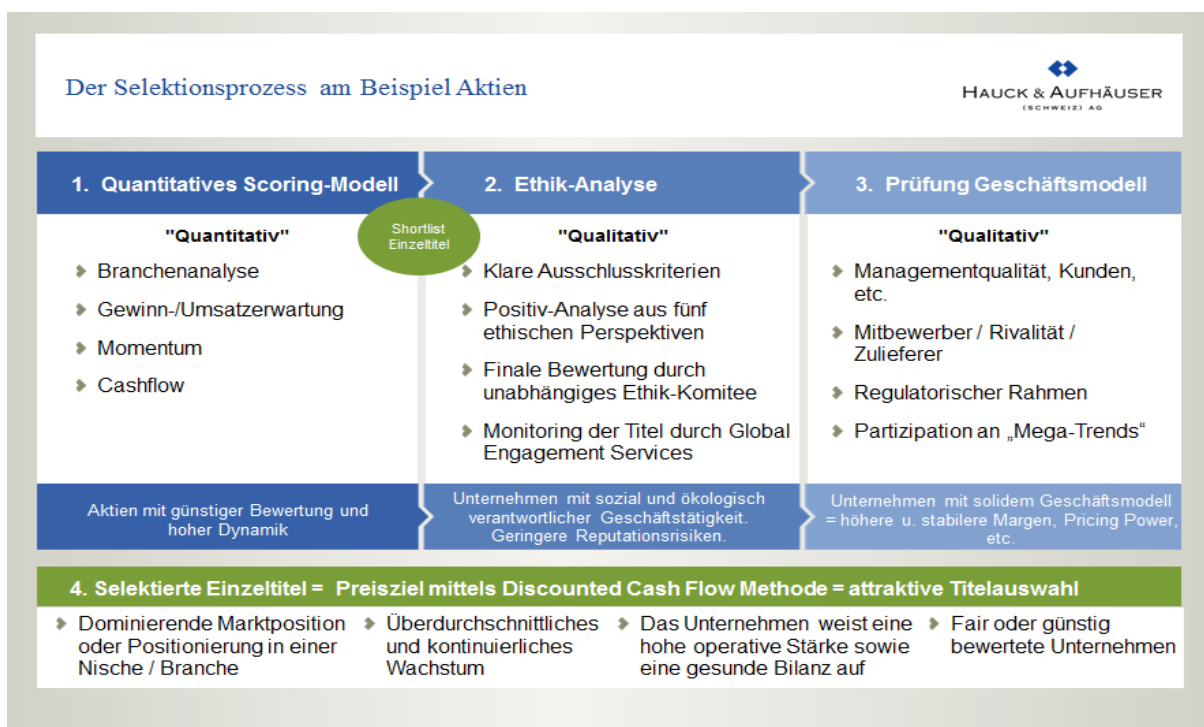 Der Selektionsprozess am Beispiel Aktien
HAUCK & AUFHÄUSER
(SCHWEIZ) AG
1. Quantitatives Scoring-Modell
"Quantitativ"
Branchenanalyse
Gewinn-/Umsatzerwartung
Momentum
Cashflow
Aktien mit günstiger Bewertung und
hoher Dynamik
Shortlist
Einzeltitel
2. Ethik-Analyse
"Qualitativ"
Klare Ausschlusskriterien
Positiv-Analyse aus fünf
ethischen Perspektiven
Finale Bewertung durch
unabhängiges Ethik-Komitee
Monitoring der Titel durch Global
Engagement Services
Unternehmen mit sozial und ökologisch
verantwortlicher Geschäftstätigkeit.
Geringere Reputationsrisiken.
3. Prüfung Geschäftsmodell
"Qualitativ"
Managementqualität, Kunden,
etc.
Mitbewerber / Rivalität /
Zulieferer
Regulatorischer Rahmen
Partizipation an „Mega-Trends“
Unternehmen mit solidem Geschäftsmodell
= höhere u. stabilere Margen, Pricing Power,
etc.
4. Selektierte Einzeltitel = Preisziel mittels Discounted Cash Flow Methode = attraktive Titelauswahl
Dominierende Marktposition
oder Positionierung in einer
Nische / Branche
Überdurchschnittliches
und kontinuierliches
Wachstum
Das Unternehmen weist eine
hohe operative Stärke sowie
eine gesunde Bilanz auf
Fair oder günstig
bewertete Unternehmen